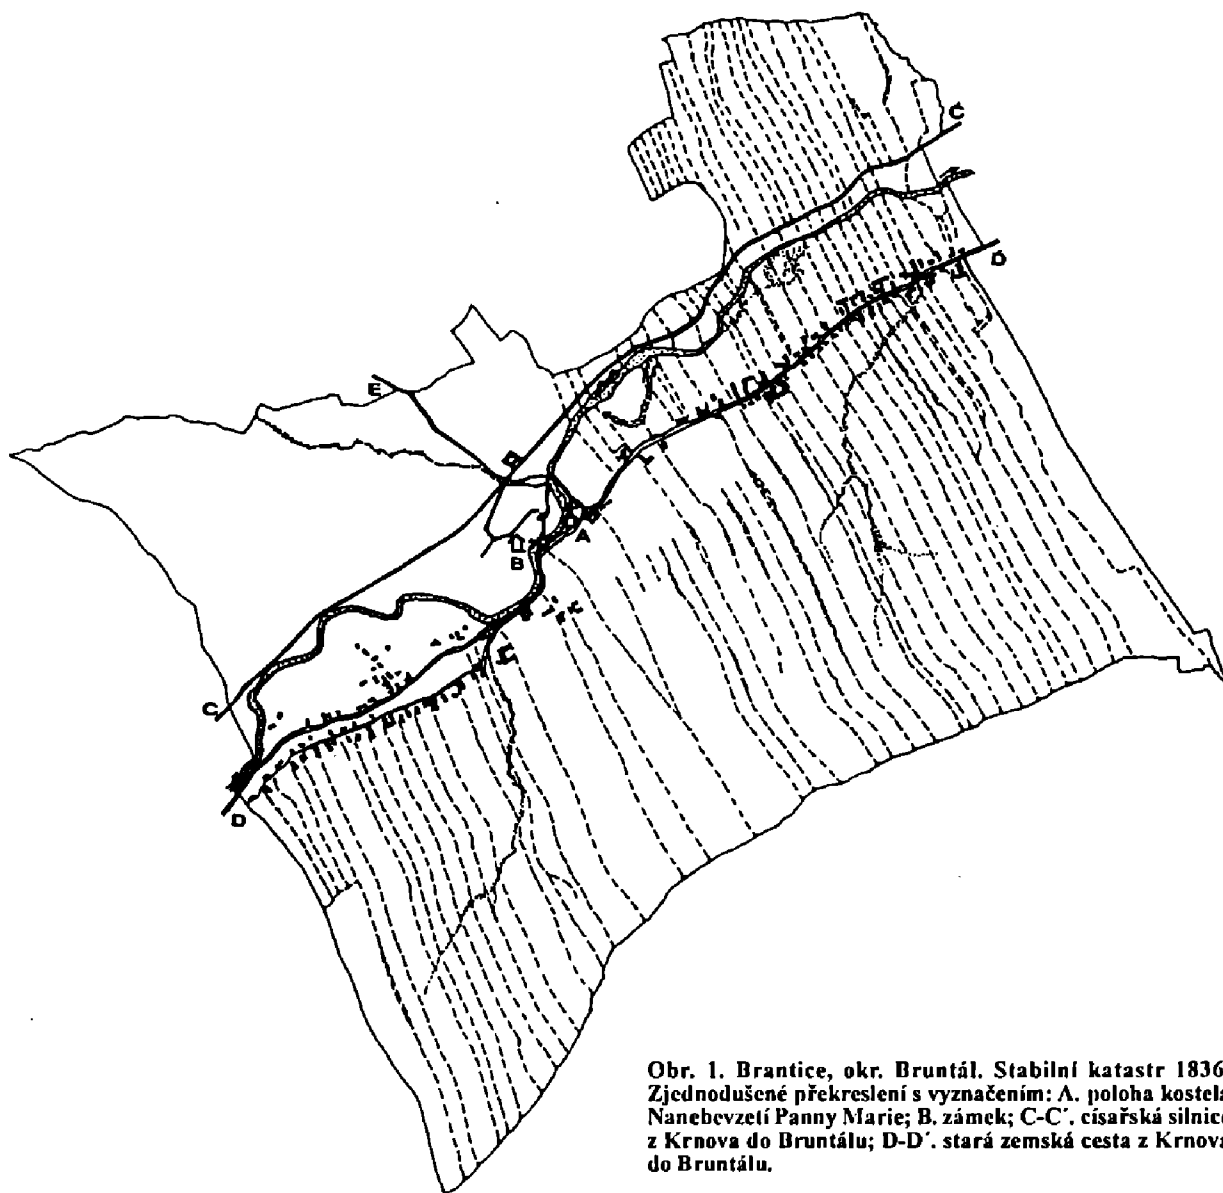 Ć
Ď
E
A
B
C
D
Obr. 1. Brantice, okr. Bruntál. Stabilní katastr 1836
Zjednodušené překreslení s vyznačením: A. poloha kostela
Nanebevzetí Panny Marie; B. zámek; C-C´. císařská silnice
z Krnova do Bruntálu; D-D´. stará zemská cesta z Krnova
do Bruntálu.